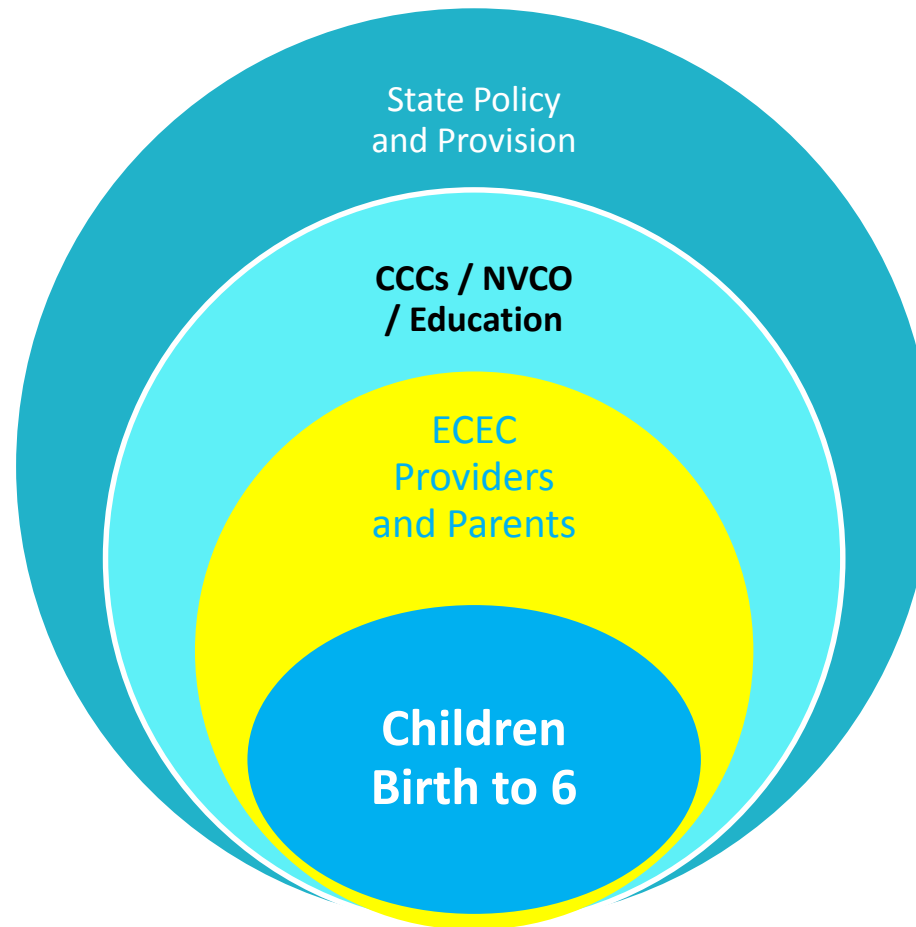 State Policy
and Provision
CCCs / NVCO
/ Education
ECEC
Providers
and Parents
Children
Birth to 6